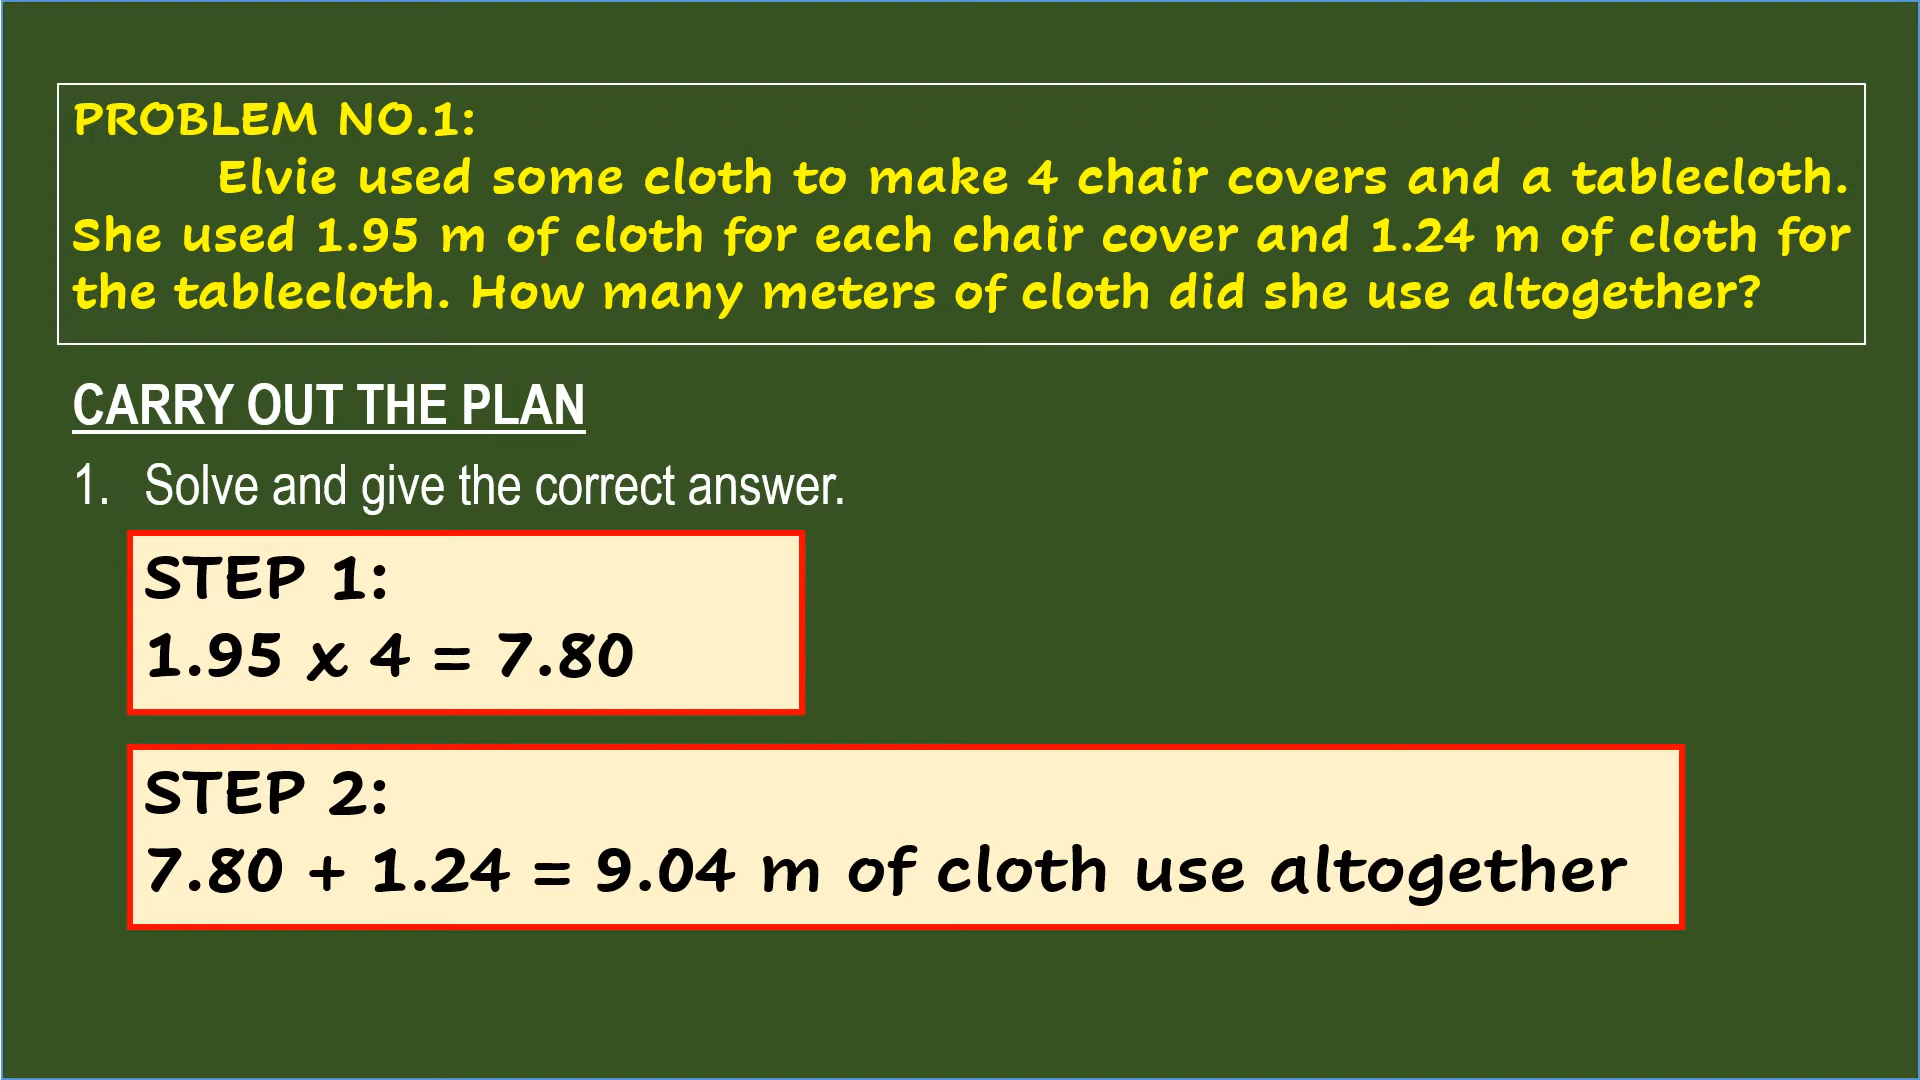 PROBLEM NO.1:
Elvie used some cloth to make 4 chair covers and a tablecloth.
She used 1.95 m of cloth for each chair cover and 1.24 m of cloth for
the tablecloth. How many meters of cloth did she use altogether?
CARRY OUT THE PLAN
1. Solve and give the correct answer.
STEP 1:
1.95 x 4 = 7.80
STEP 2:
7.80 + 1.24 = 9.04 m of cloth use altogether